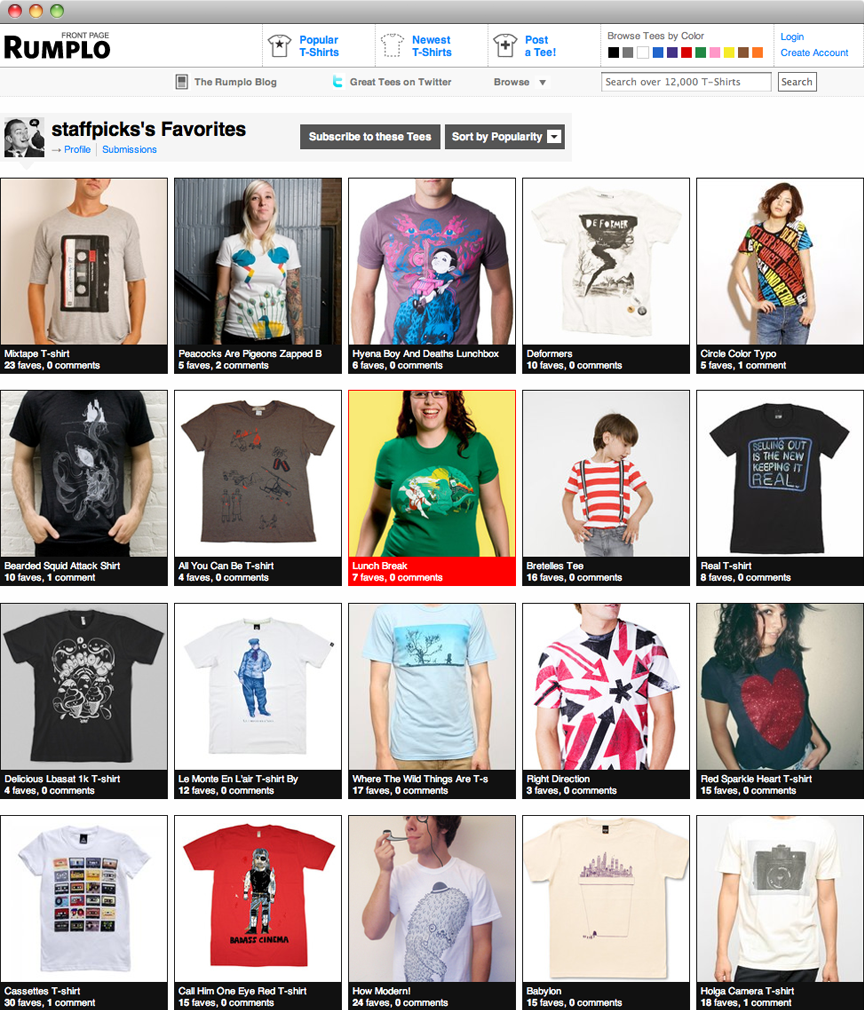 FRONT PAGE
RUMPLO
Popular
T-Shirts
Newest
T-Shirts
Post
a Tee!
Browse Tees by Color
Login
Create Account
The Rumplo Blog
Great Tees on Twitter
Browse
Search over 12,000 T-Shirts
Search
staffpicks's Favorites
→ Profile
Submissions
Subscribe to these Tees
Sort by Popularity
DEFORMER
Mixtape T-shirt
23 faves, 0 comments
Peacocks Are Pigeons Zapped B
5 faves, 2 comments
Hyena Boy And Deaths Lunchbox
6 faves, 0 comments
Deformers
10 faves, 0 comments
Circle Color Typo
5 faves, 1 comment
SELLING OUT
IS THE NEW
KEEPING IT
REAL.
Bearded Squid Attack Shirt
10 faves, 1 comment
All You Can Be T-shirt
4 faves, 0 comments
Lunch Break
7 faves, 0 comments
Bretelles Tee
16 faves, 0 comments
Real T-shirt
8 faves, 0 comments
Delicious Lbasat 1k T-shirt
4 faves, 0 comments
Le Monte En L'air T-shirt By
12 faves, 0 comments
Where The Wild Things Are T-s
17 faves, 0 comments
Right Direction
3 faves, 0 comments
Red Sparkle Heart T-shirt
15 faves, 0 comments
BADASS CINEMA
Cassettes T-shirt
30 faves, 1 comment
Call Him One Eye Red T-shirt
15 faves, 0 comments
How Modern!
24 faves, 0 comments
Babylon
15 faves, 0 comments
Holga Camera T-shirt
18 faves, 1 comment